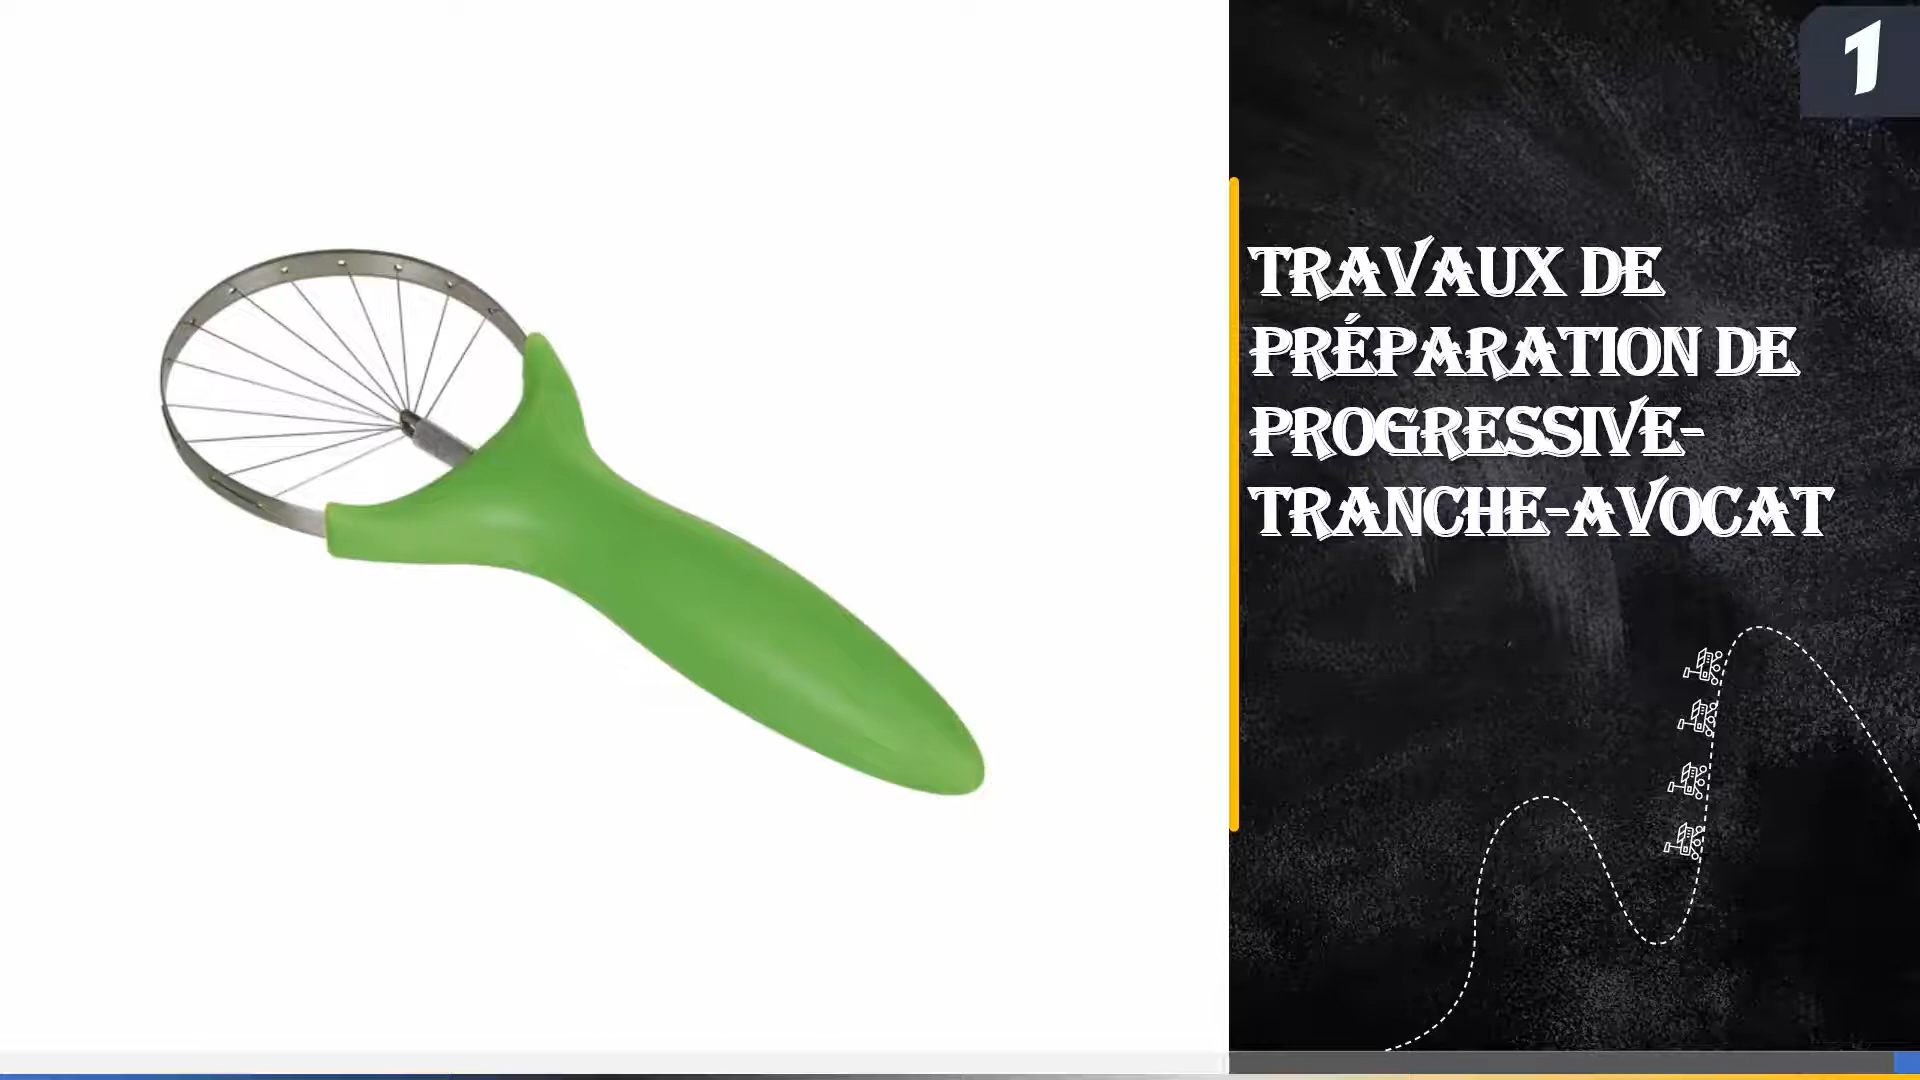 1
TRAVAUX DE
PRÉPARATION DE
PROGRESSIVE-
TRANCHE-AVOCAT